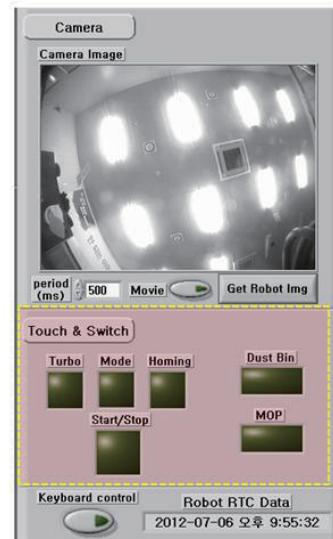 Camera
Camera Image
period (ms) 500 Movie Get Robot Img
Touch & Switch
Turbo Mode Homing Dust Bin
Start/Stop MOP
Keyboard control Robot RTC Data
2012-07-06 오후 9:55:32